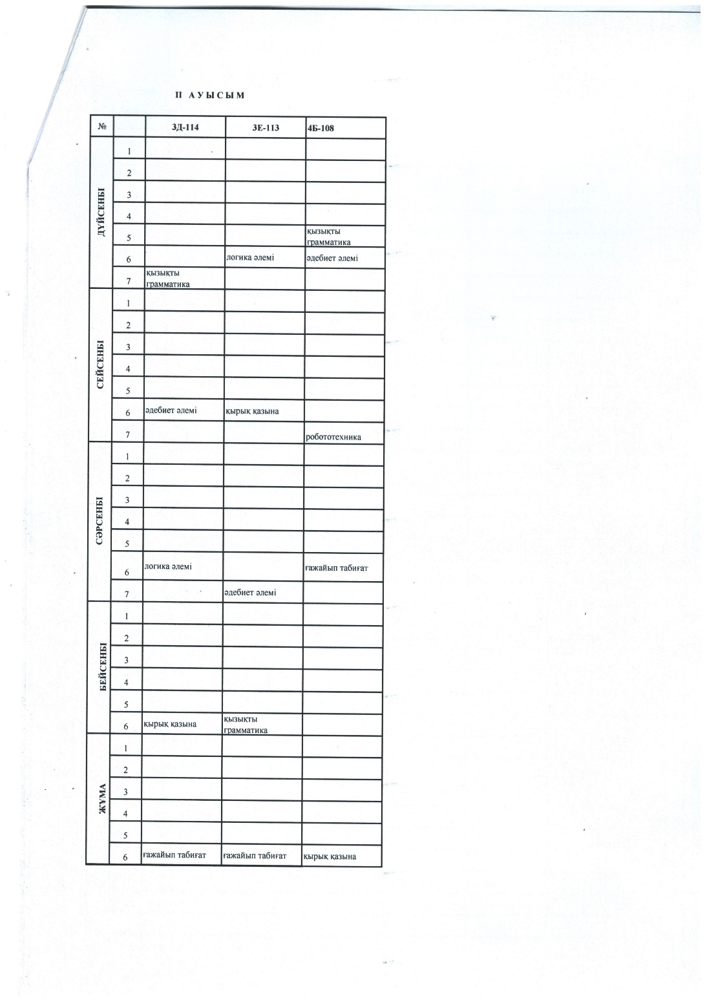 II АУЫСЫМ
№ 3Д-114 3Е-113 4Б-108
ДҮЙСЕНБІ
1
2
3
4
5 қызықты грамматика
6 логика әлемі әдебиет әлемі
7 қызықты грамматика
СЕЙСЕНБІ
1
2
3
4
5
6 әдебиет әлемі қырық қазына
7 робототехника
СӘРСЕНБІ
1
2
3
4
5
6 логика әлемі ғажайып табиғат
7 әдебиет әлемі
БЕЙСЕНБІ
1
2
3
4
5
6 қырық қазына қызықты грамматика
ЖҰМА
1
2
3
4
5
6 ғажайып табиғат ғажайып табиғат қырық қазына